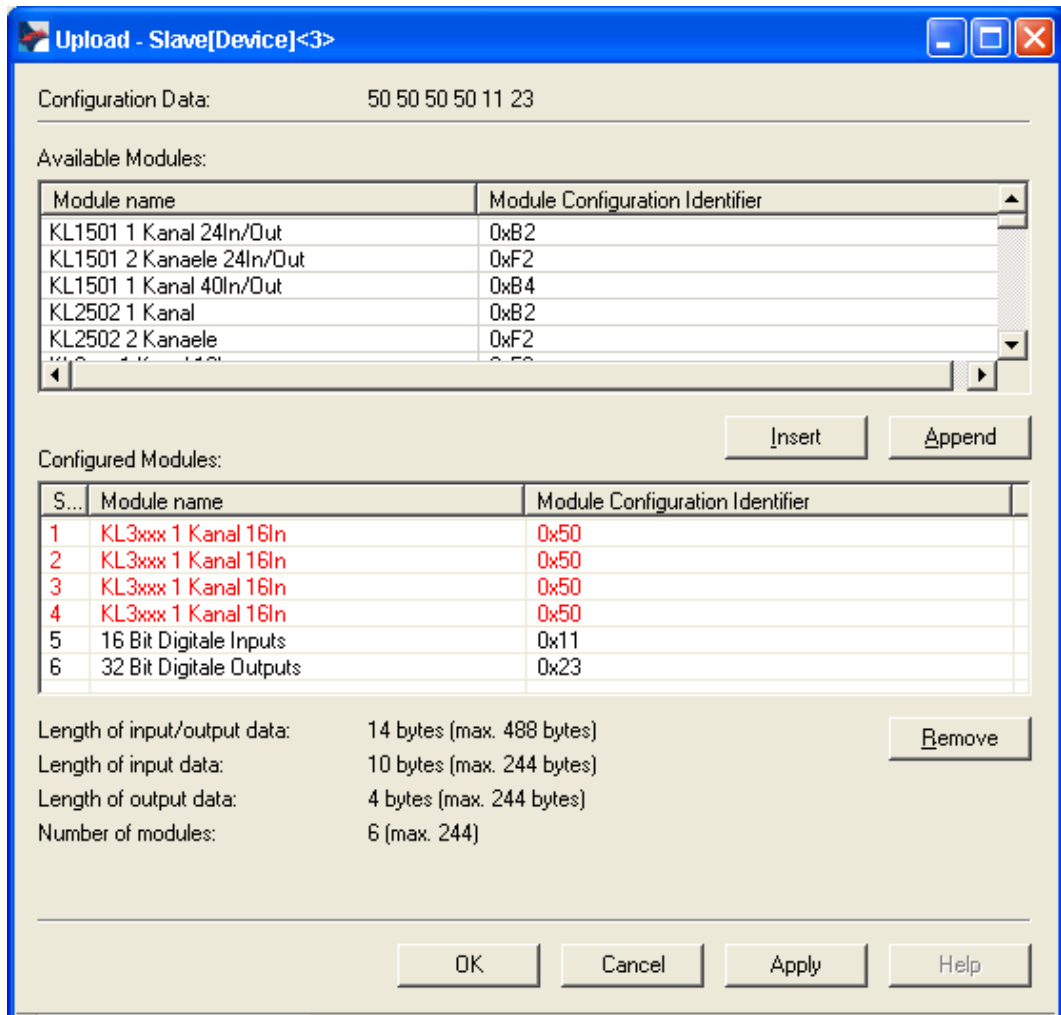 Upload - Slave[Device]<3>
Configuration Data: 50 50 50 50 11 23
Available Modules:
Module name Module Configuration Identifier
KL1501 1 Kanal 24In/Out 0xB2
KL1501 2 Kanaele 24In/Out 0xF2
KL1501 1 Kanal 40In/Out 0xB4
KL2502 1 Kanal 0xB2
KL2502 2 Kanaele 0xF2
Insert Append
Configured Modules:
S... Module name Module Configuration Identifier
1 KL3xxx 1 Kanal 16In 0x50
2 KL3xxx 1 Kanal 16In 0x50
3 KL3xxx 1 Kanal 16In 0x50
4 KL3xxx 1 Kanal 16In 0x50
5 16 Bit Digitale Inputs 0x11
6 32 Bit Digitale Outputs 0x23
Length of input/output data: 14 bytes (max. 488 bytes)
Remove
Length of input data: 10 bytes (max. 244 bytes)
Length of output data: 4 bytes (max. 244 bytes)
Number of modules: 6 (max. 244)
OK Cancel Apply Help